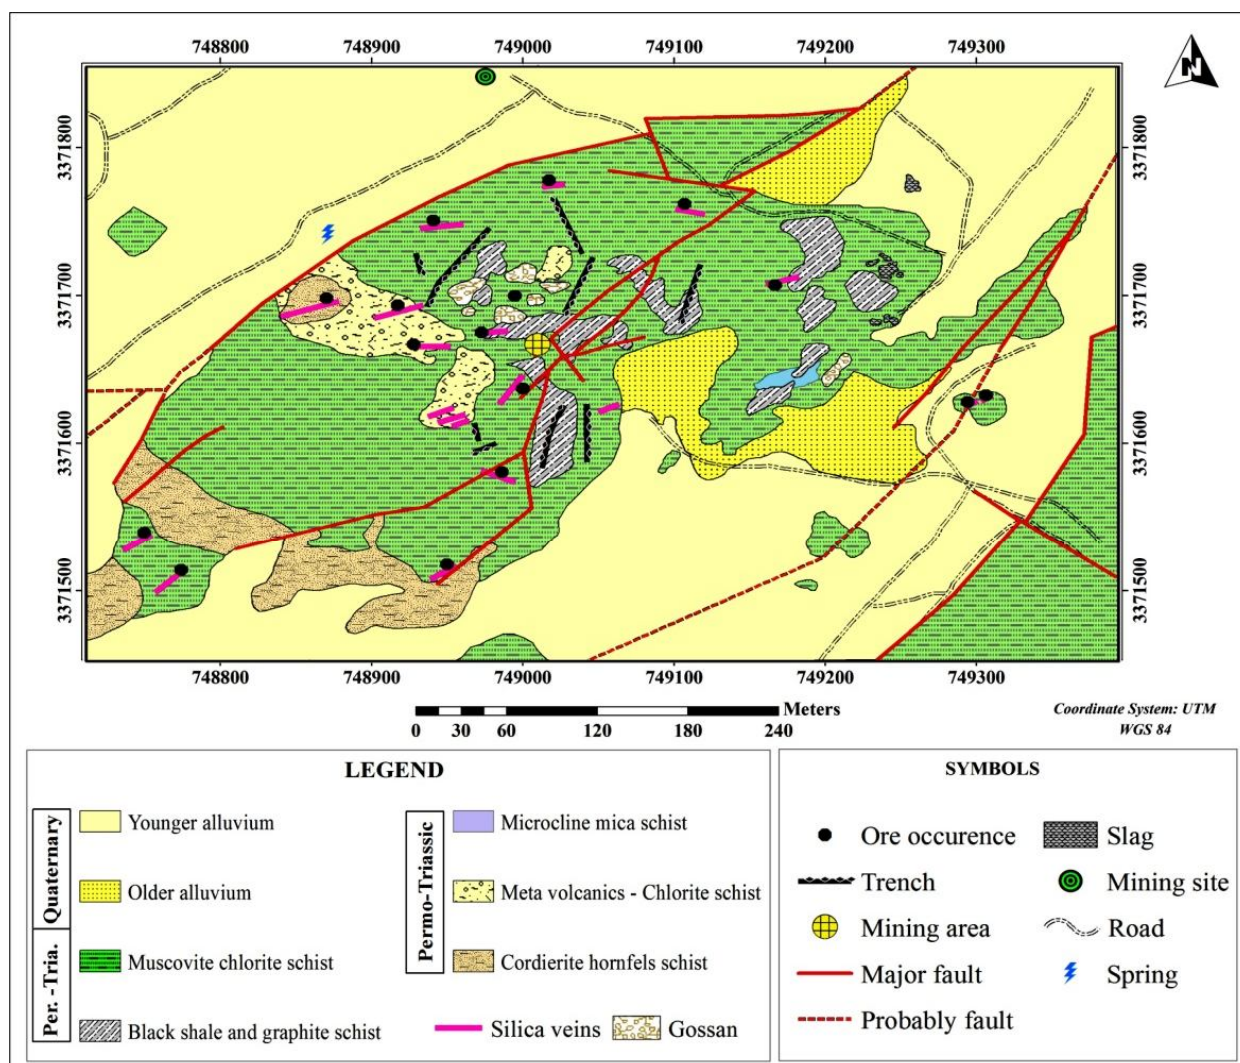 748800 748900 749000 749100 749200 749300
N
3371800 3371800
3371700 3371700
3371600 3371600
3371500 3371500
748800 748900 749000 749100 749200 749300
Meters
0 30 60 120 180 240
Coordinate System: UTM
WGS 84
LEGEND
Quaternary
Younger alluvium
Older alluvium
Per. -Tria.
Muscovite chlorite schist
Black shale and graphite schist
Permo-Triassic
Microcline mica schist
Meta volcanics - Chlorite schist
Cordierite hornfels schist
Silica veins
Gossan
SYMBOLS
Ore occurence
Slag
Trench
Mining site
Mining area
Road
Major fault
Spring
Probably fault